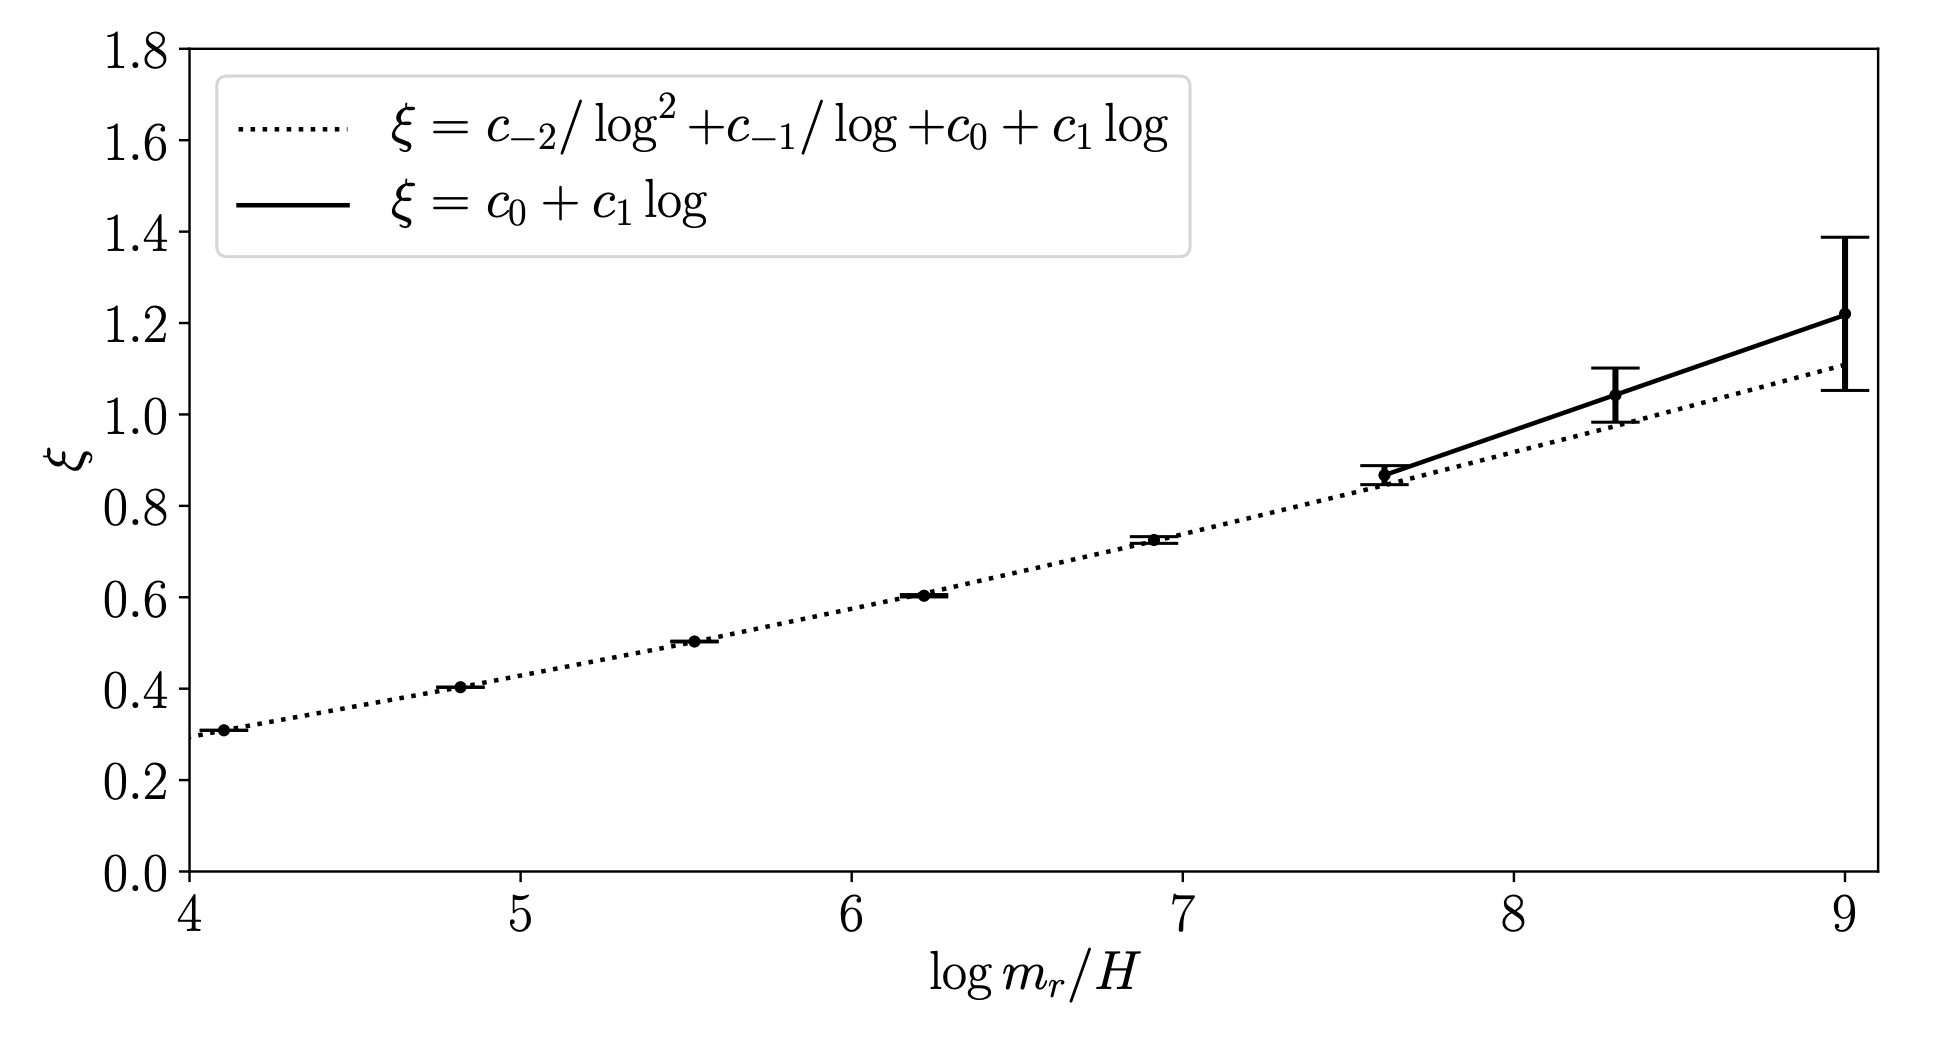 1.8
1.6
1.4
1.2
1.0
0.8
0.6
0.4
0.2
0.0
ξ
ξ = c₋₂/ log² +c₋₁/ log +c₀ + c₁ log
ξ = c₀ + c₁ log
4 5 6 7 8 9
log mᵣ/H